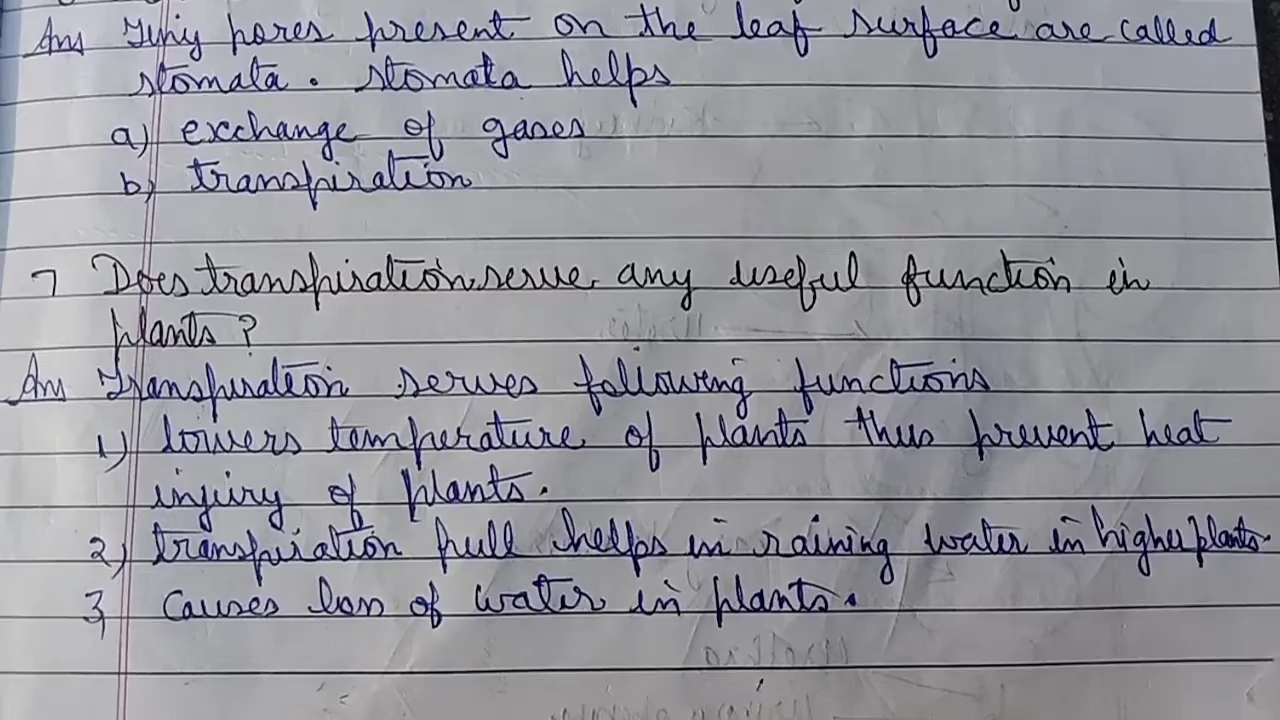 Ans Tiny pores present on the leaf surface are called
stomata. stomata helps
a) exchange of gases
b) transpiration
7 Does transpiration serve any useful function in
plants?
Ans Transpiration serves following functions
1) lowers temperature of plants thus prevent heat
injury of plants.
2) transpiration pull helps in raining water in higher plants.
3, Causes loss of water in plants.